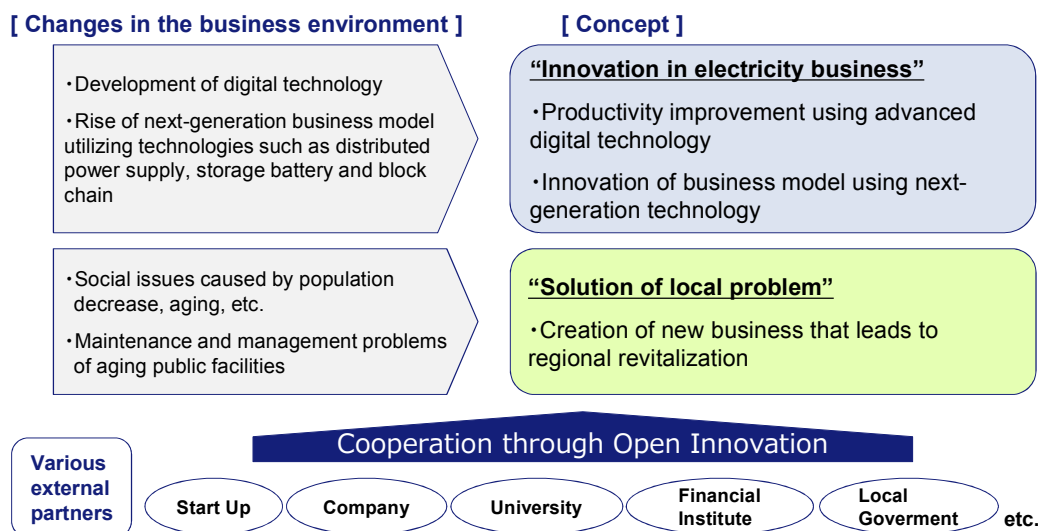 [ Changes in the business environment ]
[ Concept ]
・Development of digital technology
・Rise of next-generation business model
utilizing technologies such as distributed
power supply, storage battery and block
chain
“Innovation in electricity business”
・Productivity improvement using advanced
digital technology
・Innovation of business model using next-
generation technology
・Social issues caused by population
decrease, aging, etc.
・Maintenance and management problems
of aging public facilities
“Solution of local problem”
・Creation of new business that leads to
regional revitalization
Cooperation through Open Innovation
Various
external
partners
Start Up
Company
University
Financial
Institute
Local
Goverment
etc.